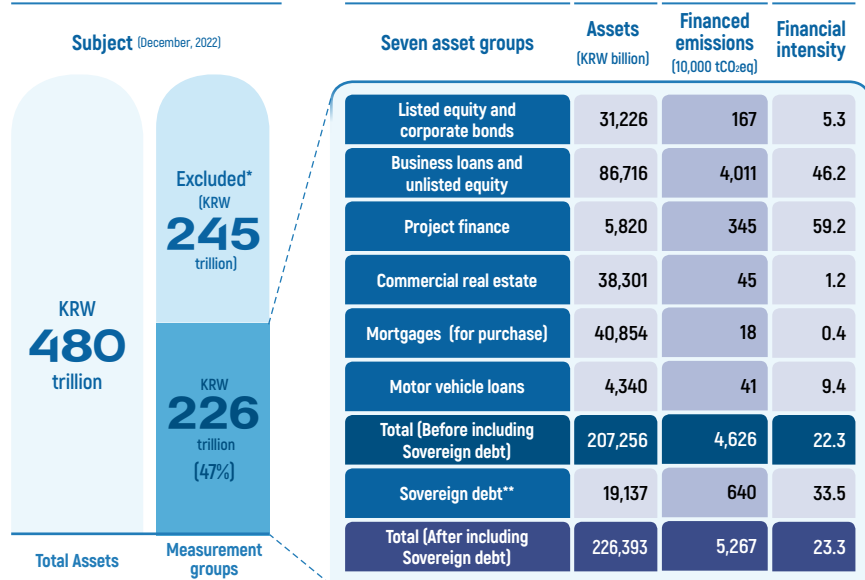 Subject (December, 2022)
KRW
480
trillion
Total Assets
Excluded*
(KRW
245
trillion)
KRW
226
trillion
(47%)
Measurement
groups
Seven asset groups
Assets
(KRW billion)
Financed
emissions
(10,000 tCO₂eq)
Financial
intensity
Listed equity and
corporate bonds
31,226 167 5.3
Business loans and
unlisted equity
86,716 4,011 46.2
Project finance 5,820 345 59.2
Commercial real estate 38,301 45 1.2
Mortgages (for purchase) 40,854 18 0.4
Motor vehicle loans 4,340 41 9.4
Total (Before including
Sovereign debt)
207,256 4,626 22.3
Sovereign debt** 19,137 640 33.5
Total (After including
Sovereign debt)
226,393 5,267 23.3